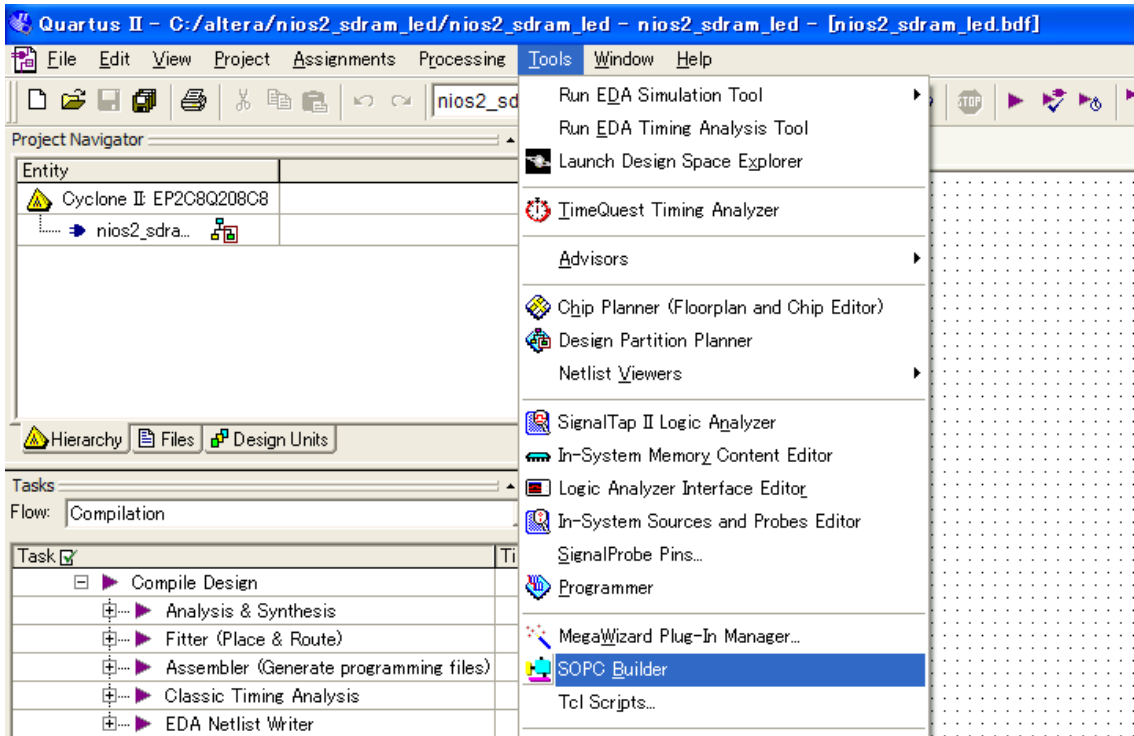 Quartus II - C:/altera/nios2_sdram_led/nios2_sdram_led - nios2_sdram_led - [nios2_sdram_led.bdf]
File Edit View Project Assignments Processing Tools Window Help
nios2_sd
STOP
Project Navigator
Entity
Cyclone II: EP2C8Q208C8
nios2_sdra...
Hierarchy Files Design Units
Tasks
Flow: Compilation
Task Ti
Compile Design
Analysis & Synthesis
Fitter (Place & Route)
Assembler (Generate programming files)
Classic Timing Analysis
EDA Netlist Writer
Run EDA Simulation Tool
Run EDA Timing Analysis Tool
Launch Design Space Explorer
TimeQuest Timing Analyzer
Advisors
Chip Planner (Floorplan and Chip Editor)
Design Partition Planner
Netlist Viewers
SignalTap II Logic Analyzer
In-System Memory Content Editor
Logic Analyzer Interface Editor
In-System Sources and Probes Editor
SignalProbe Pins...
Programmer
MegaWizard Plug-In Manager...
SOPC Builder
Tcl Scripts...